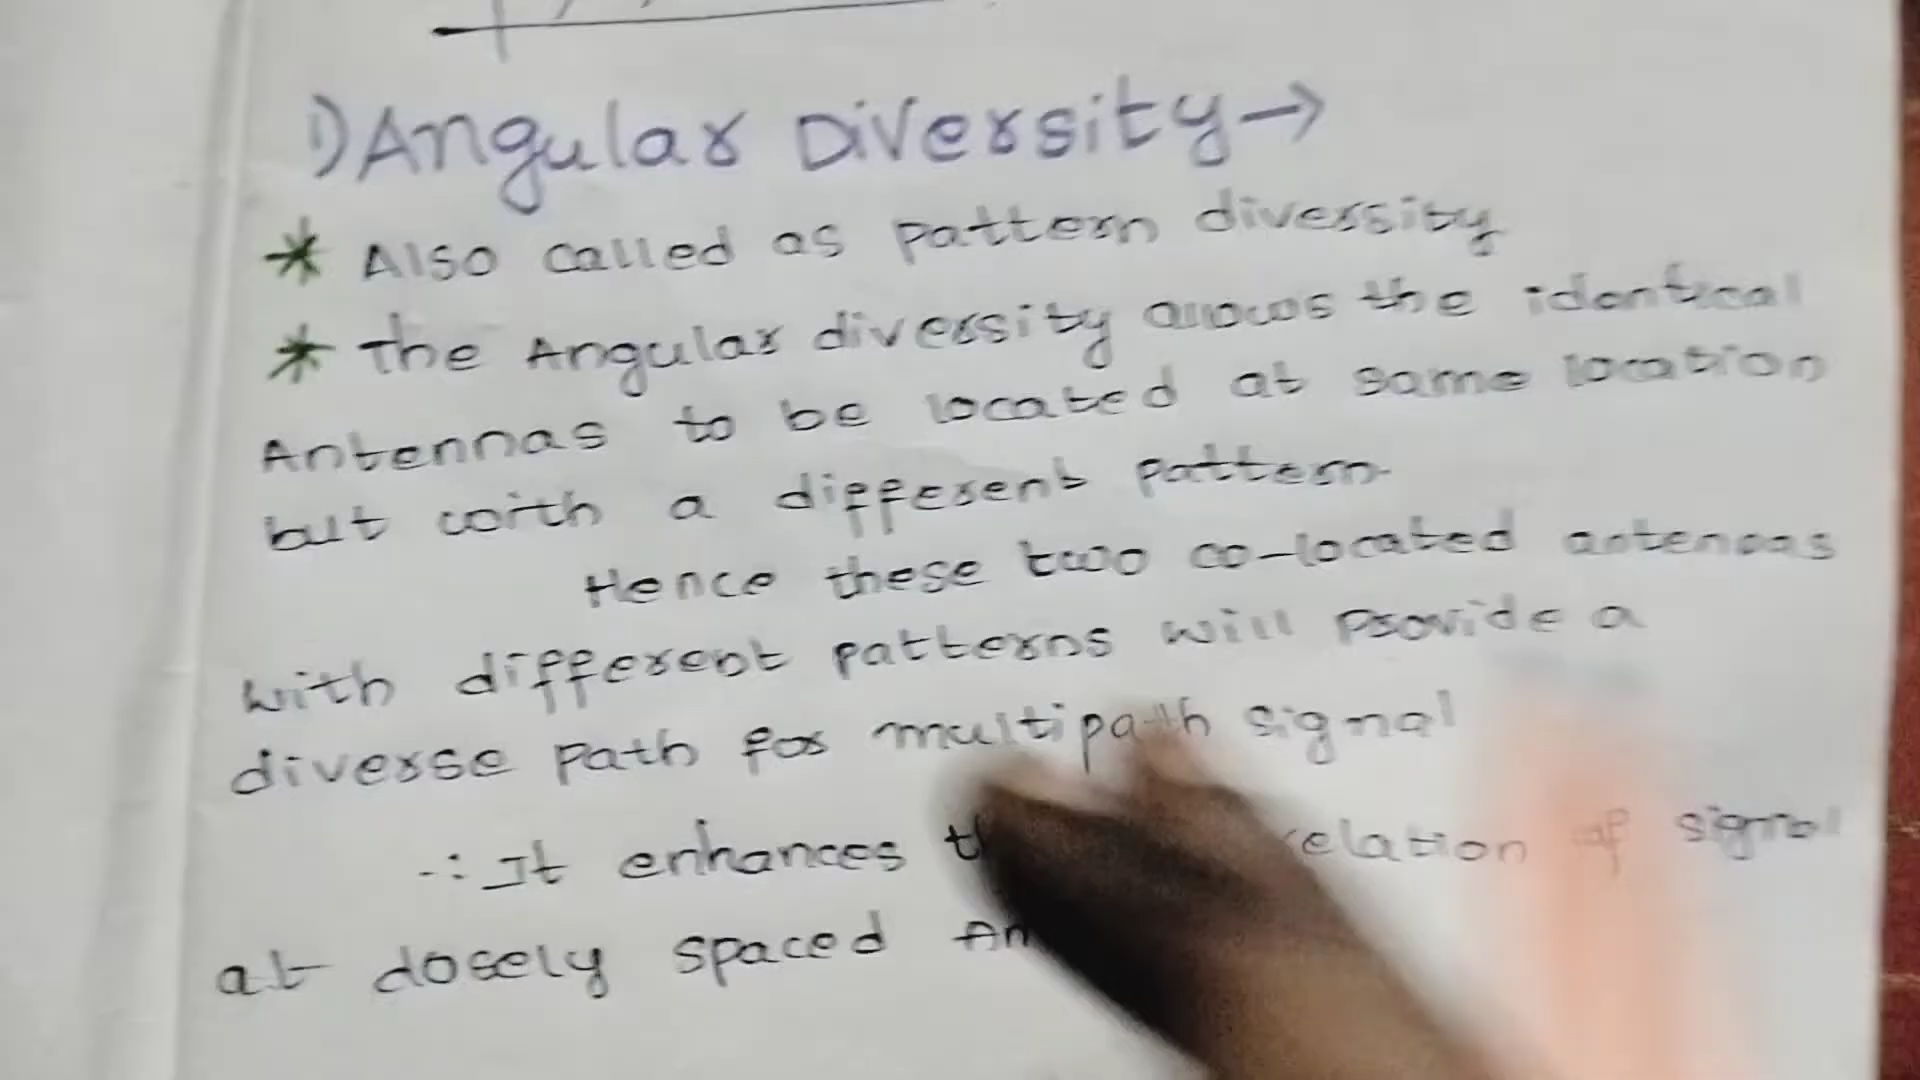 1) Angular Diversity →
* Also called as pattern diversity
* The Angular diversity allows the identical
Antennas to be located at same location
but with a different pattern.
Hence these two co-located antennas
with different patterns will provide a
diverse path for multipath signal
∴ It enhances of signal
at closely spaced